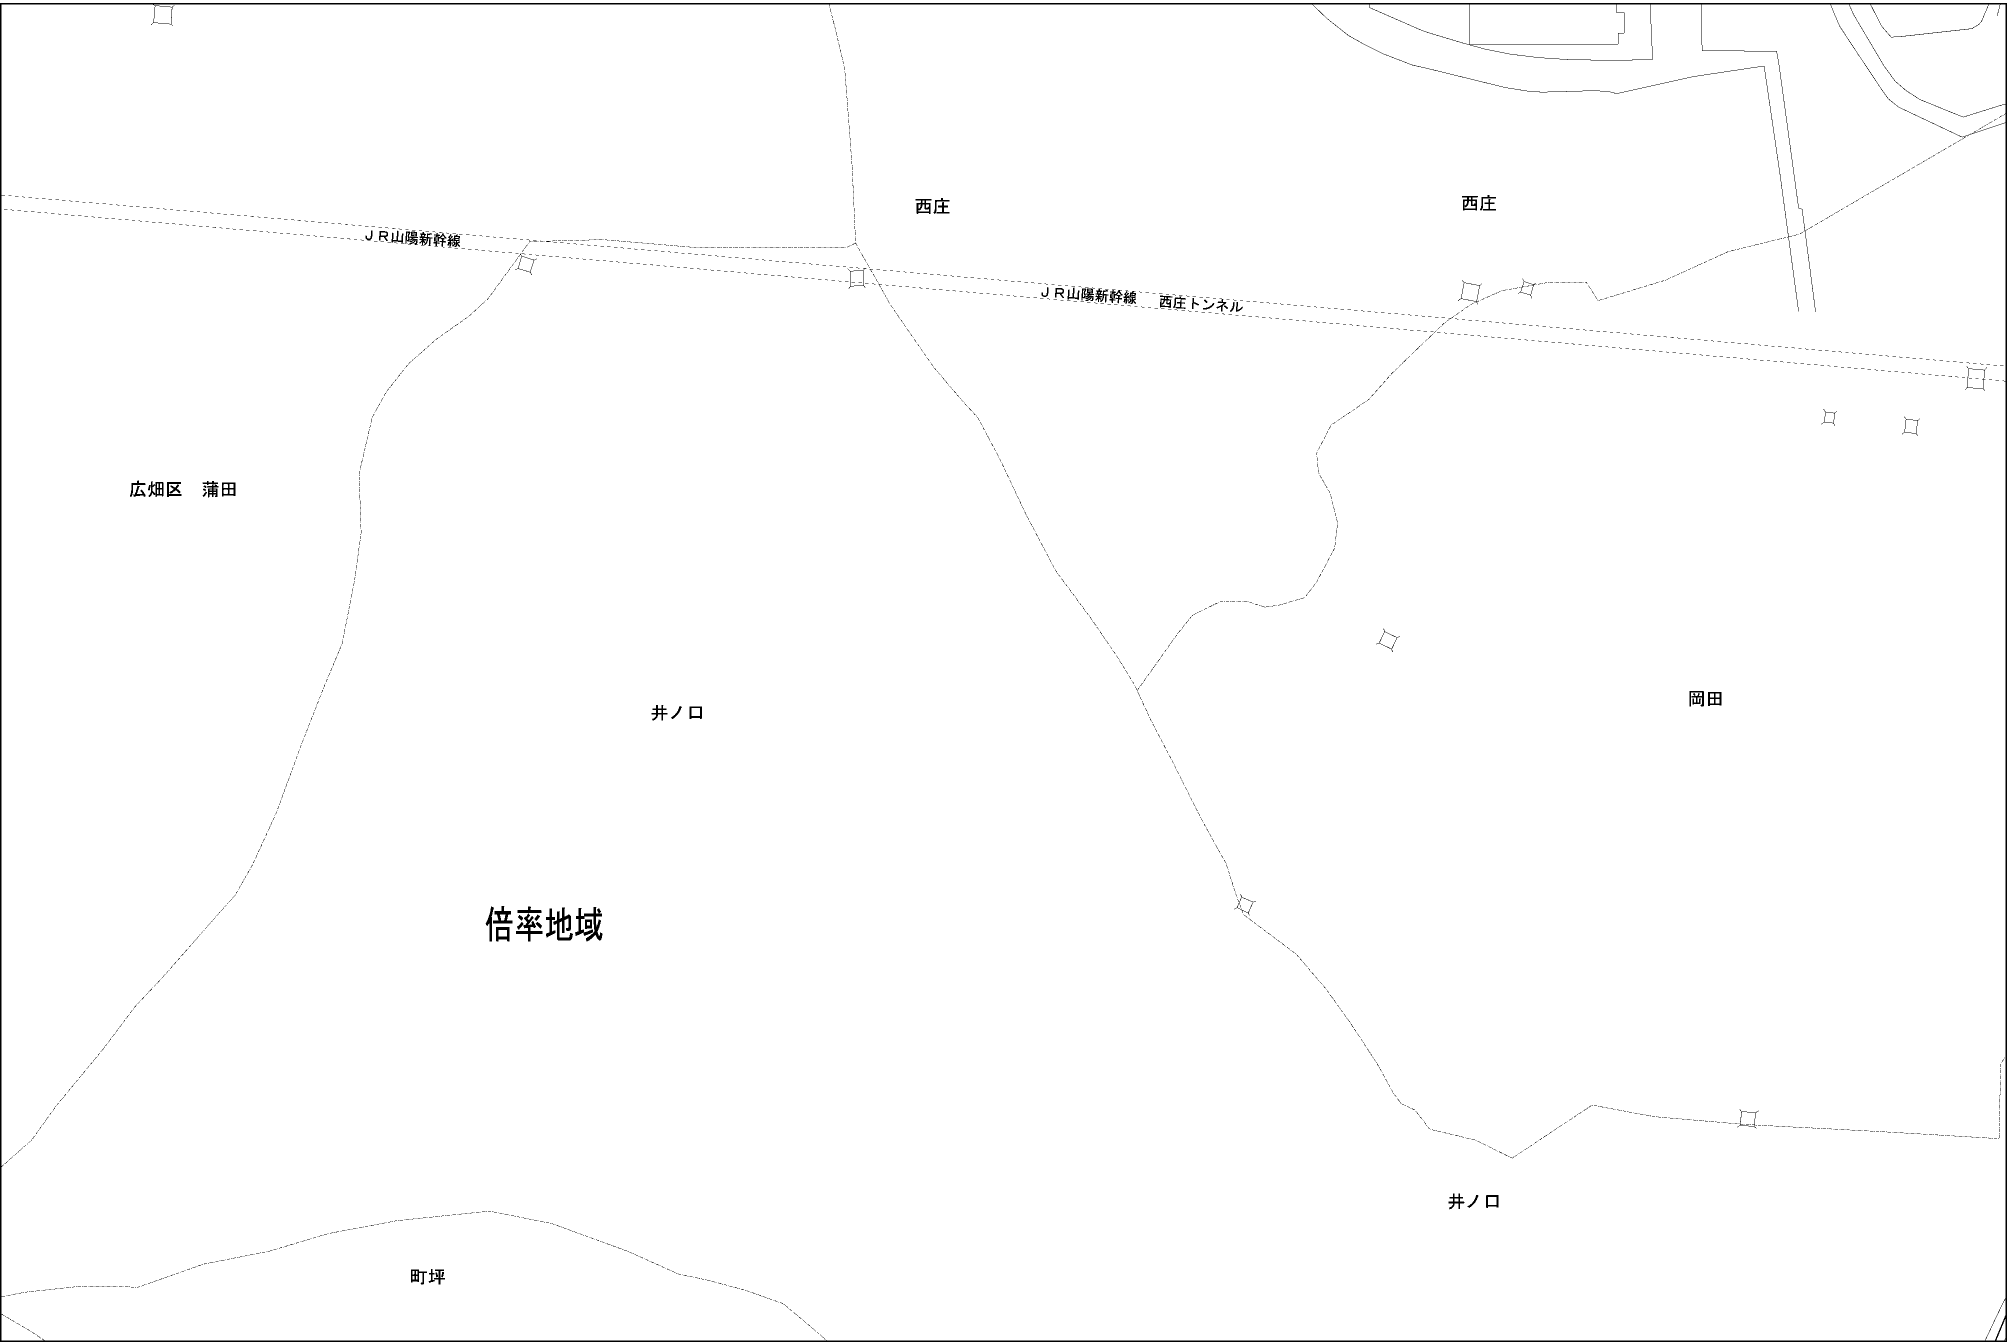 西庄
西庄
ＪＲ山陽新幹線
ＪＲ山陽新幹線　西庄トンネル
広畑区　蒲田
岡田
井ノ口
倍率地域
井ノ口
町坪